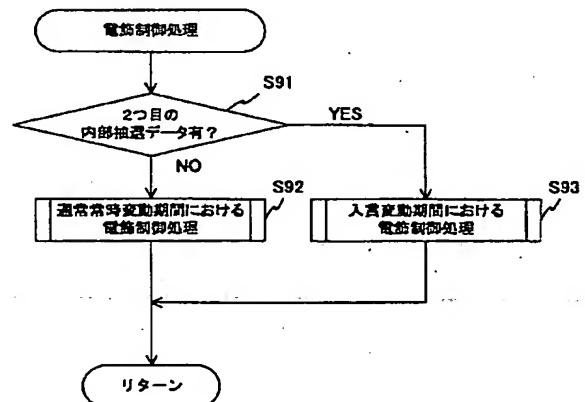 電飾制御処理
S91
2つ目の
内部抽選データ有?
YES
NO
S92
通常常時変動期間における
電飾制御処理
S93
入賞変動期間における
電飾制御処理
リターン